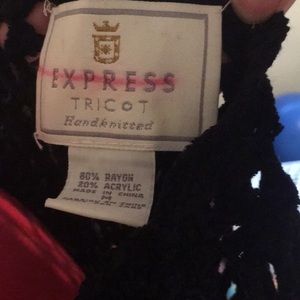 EXPRESS
TRICOT
Handknitted
80% RAYON
20% ACRYLIC
MADE IN CHINA
M